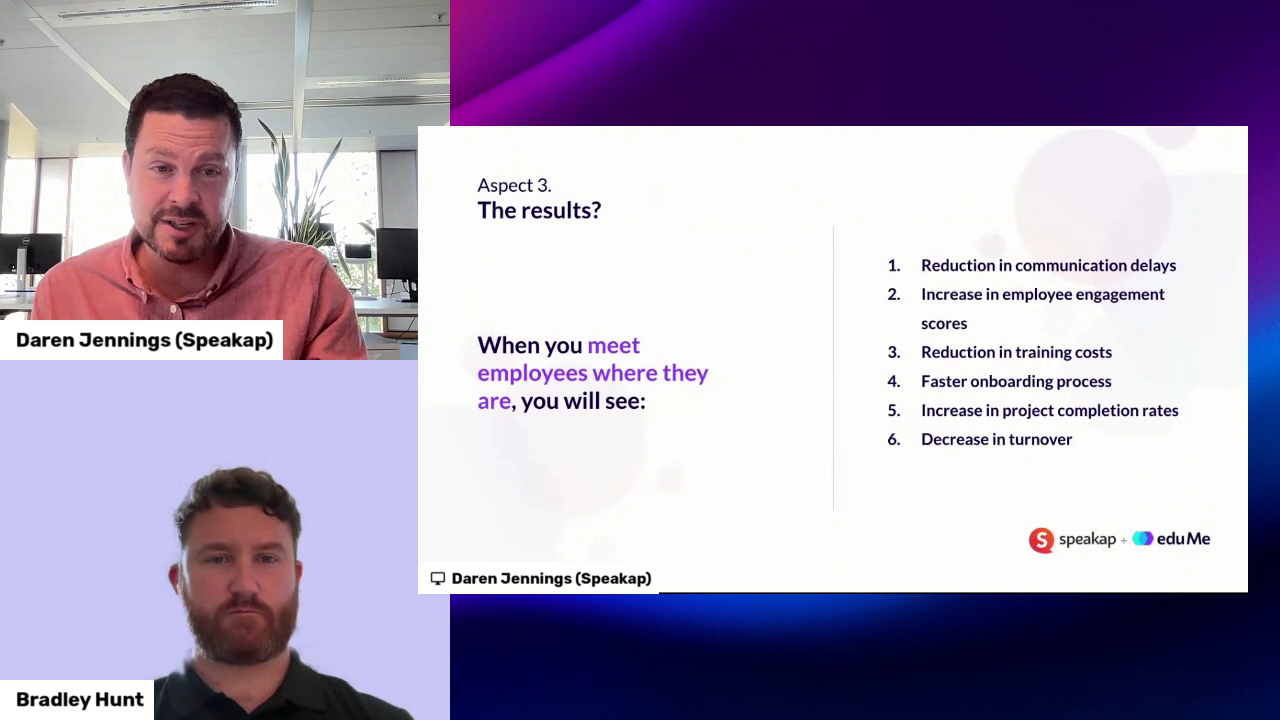 Daren Jennings (Speakap)
Bradley Hunt
Aspect 3.
The results?
When you meet
employees where they
are, you will see:
1. Reduction in communication delays
2. Increase in employee engagement
scores
3. Reduction in training costs
4. Faster onboarding process
5. Increase in project completion rates
6. Decrease in turnover
S speakap + eduMe
Daren Jennings (Speakap)